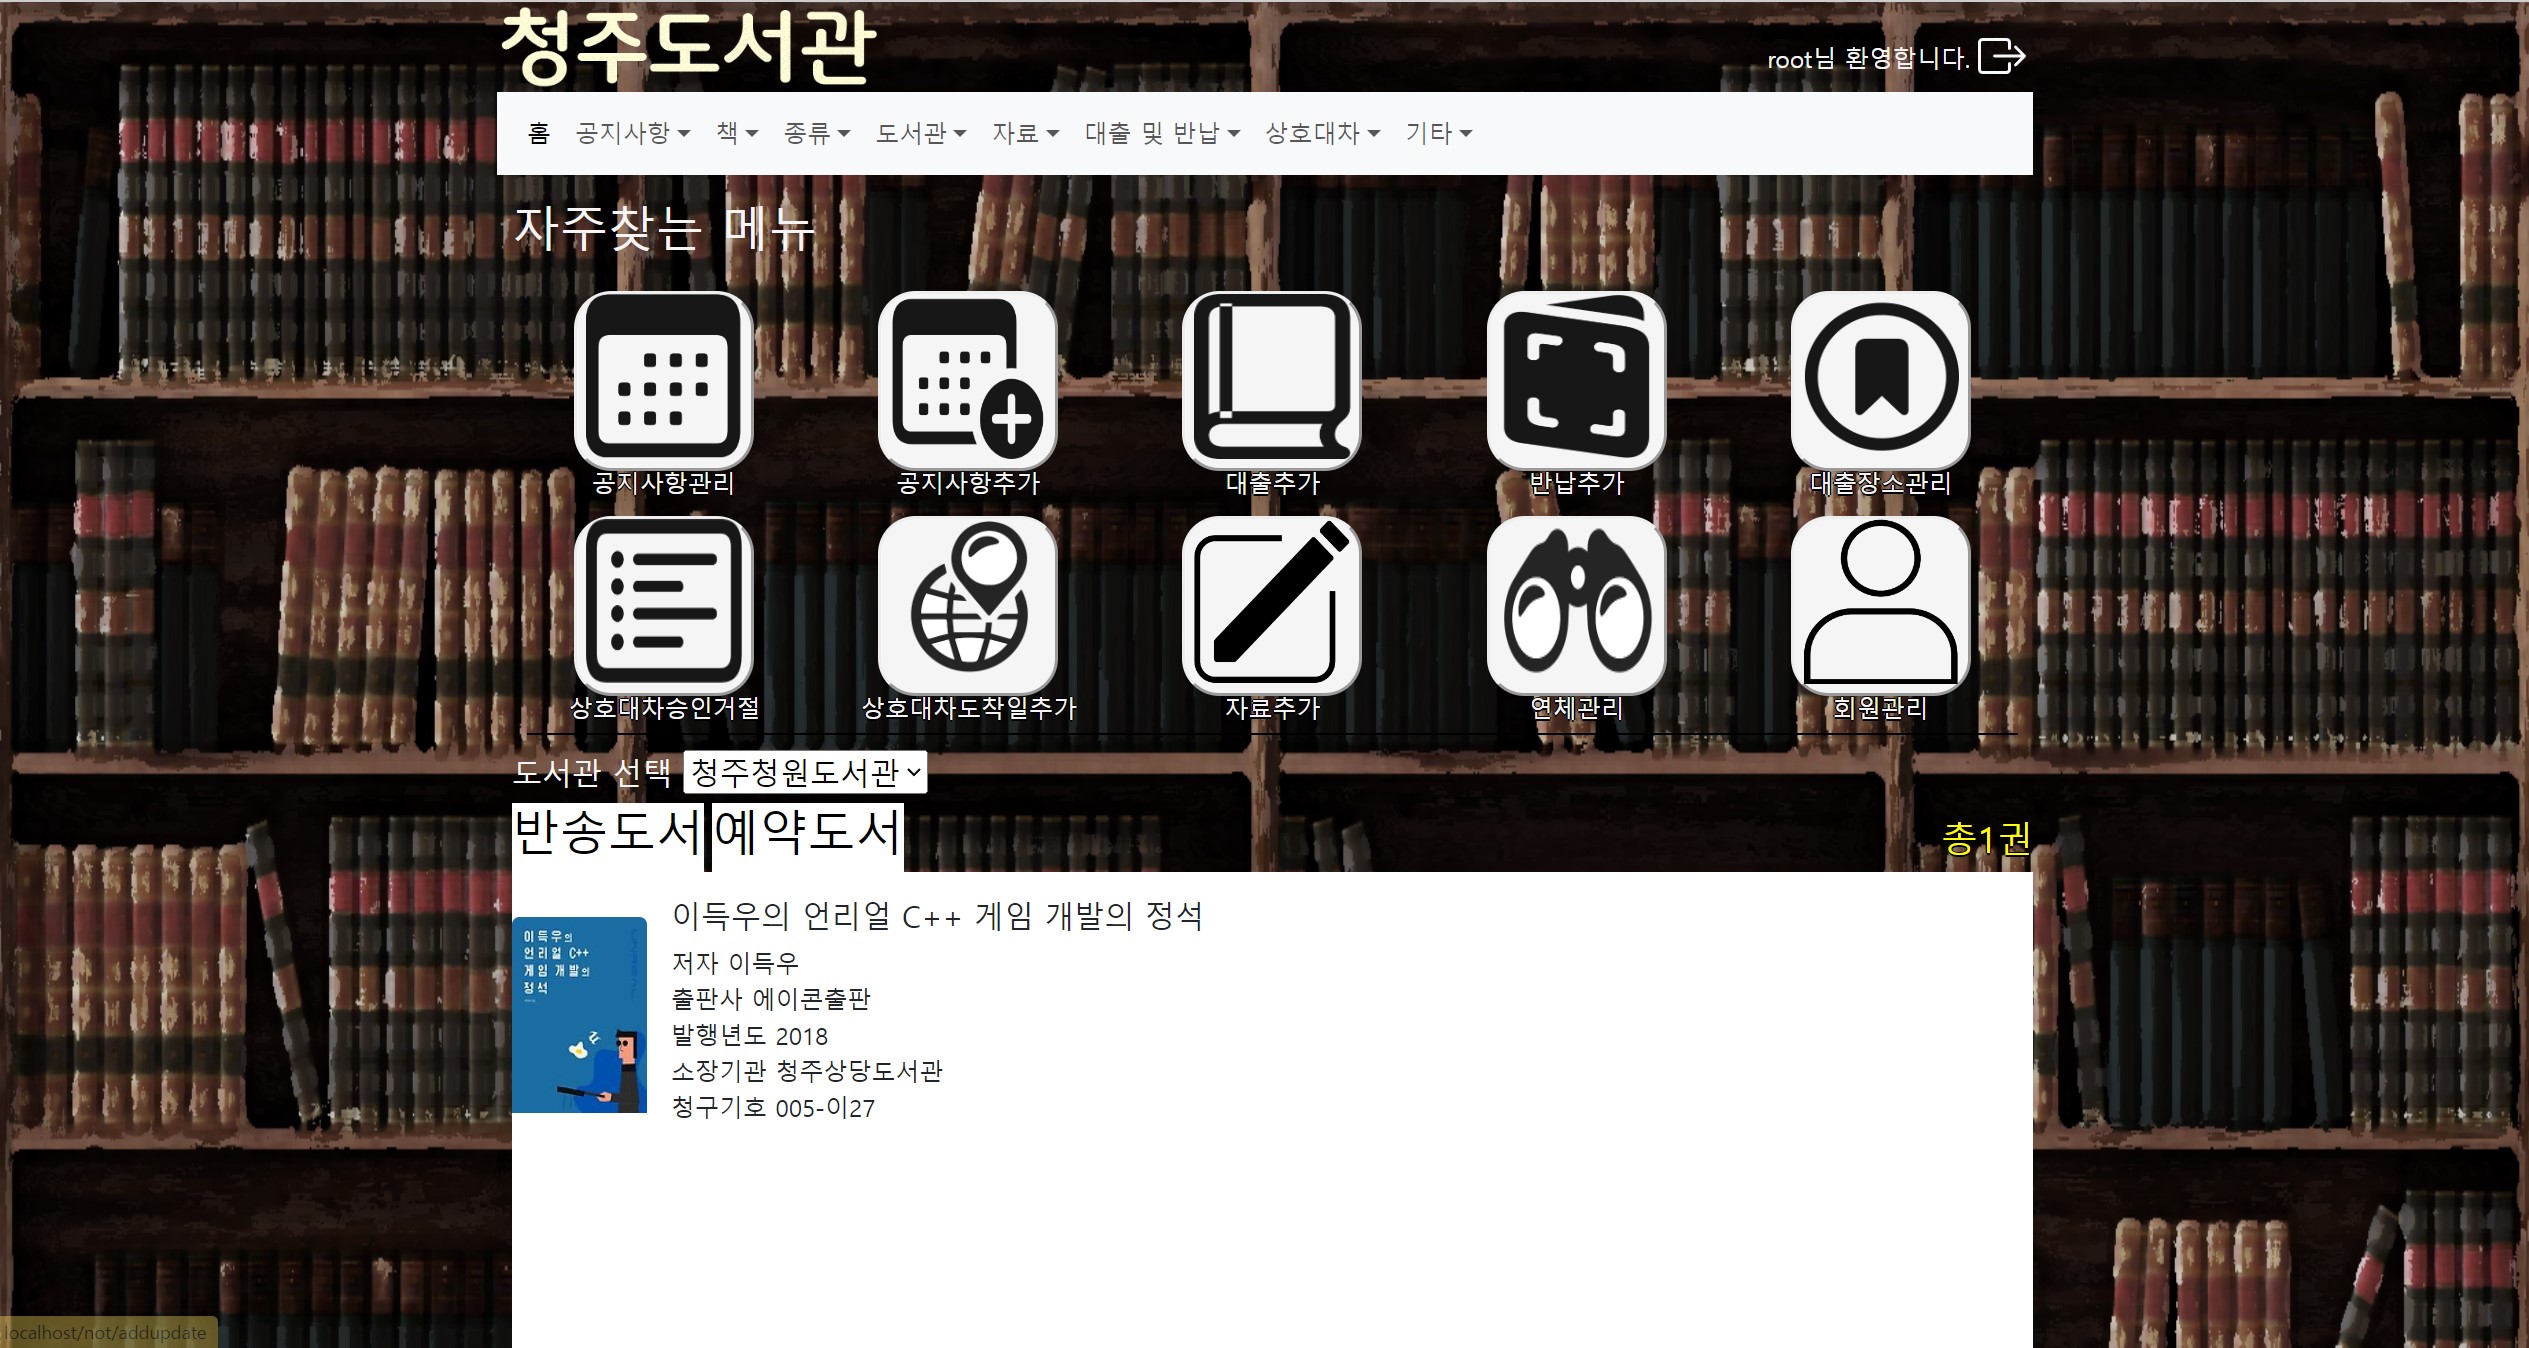 청주도서관
root님 환영합니다.
홈 공지사항 책 종류 도서관 자료 대출 및 반납 상호대차 기타
자주찾는 메뉴
공지사항관리 공지사항추가 대출추가 반납추가 대출장소관리
상호대차승인거절 상호대차도착일추가 자료추가 연체관리 회원관리
도서관 선택 청주청원도서관
반송도서 예약도서
총1권
이득우의
언리얼 C++
게임 개발의
정석
이득우의 언리얼 C++ 게임 개발의 정석
저자 이득우
출판사 에이콘출판
발행년도 2018
소장기관 청주상당도서관
청구기호 005-이27
localhost/not/addupdate